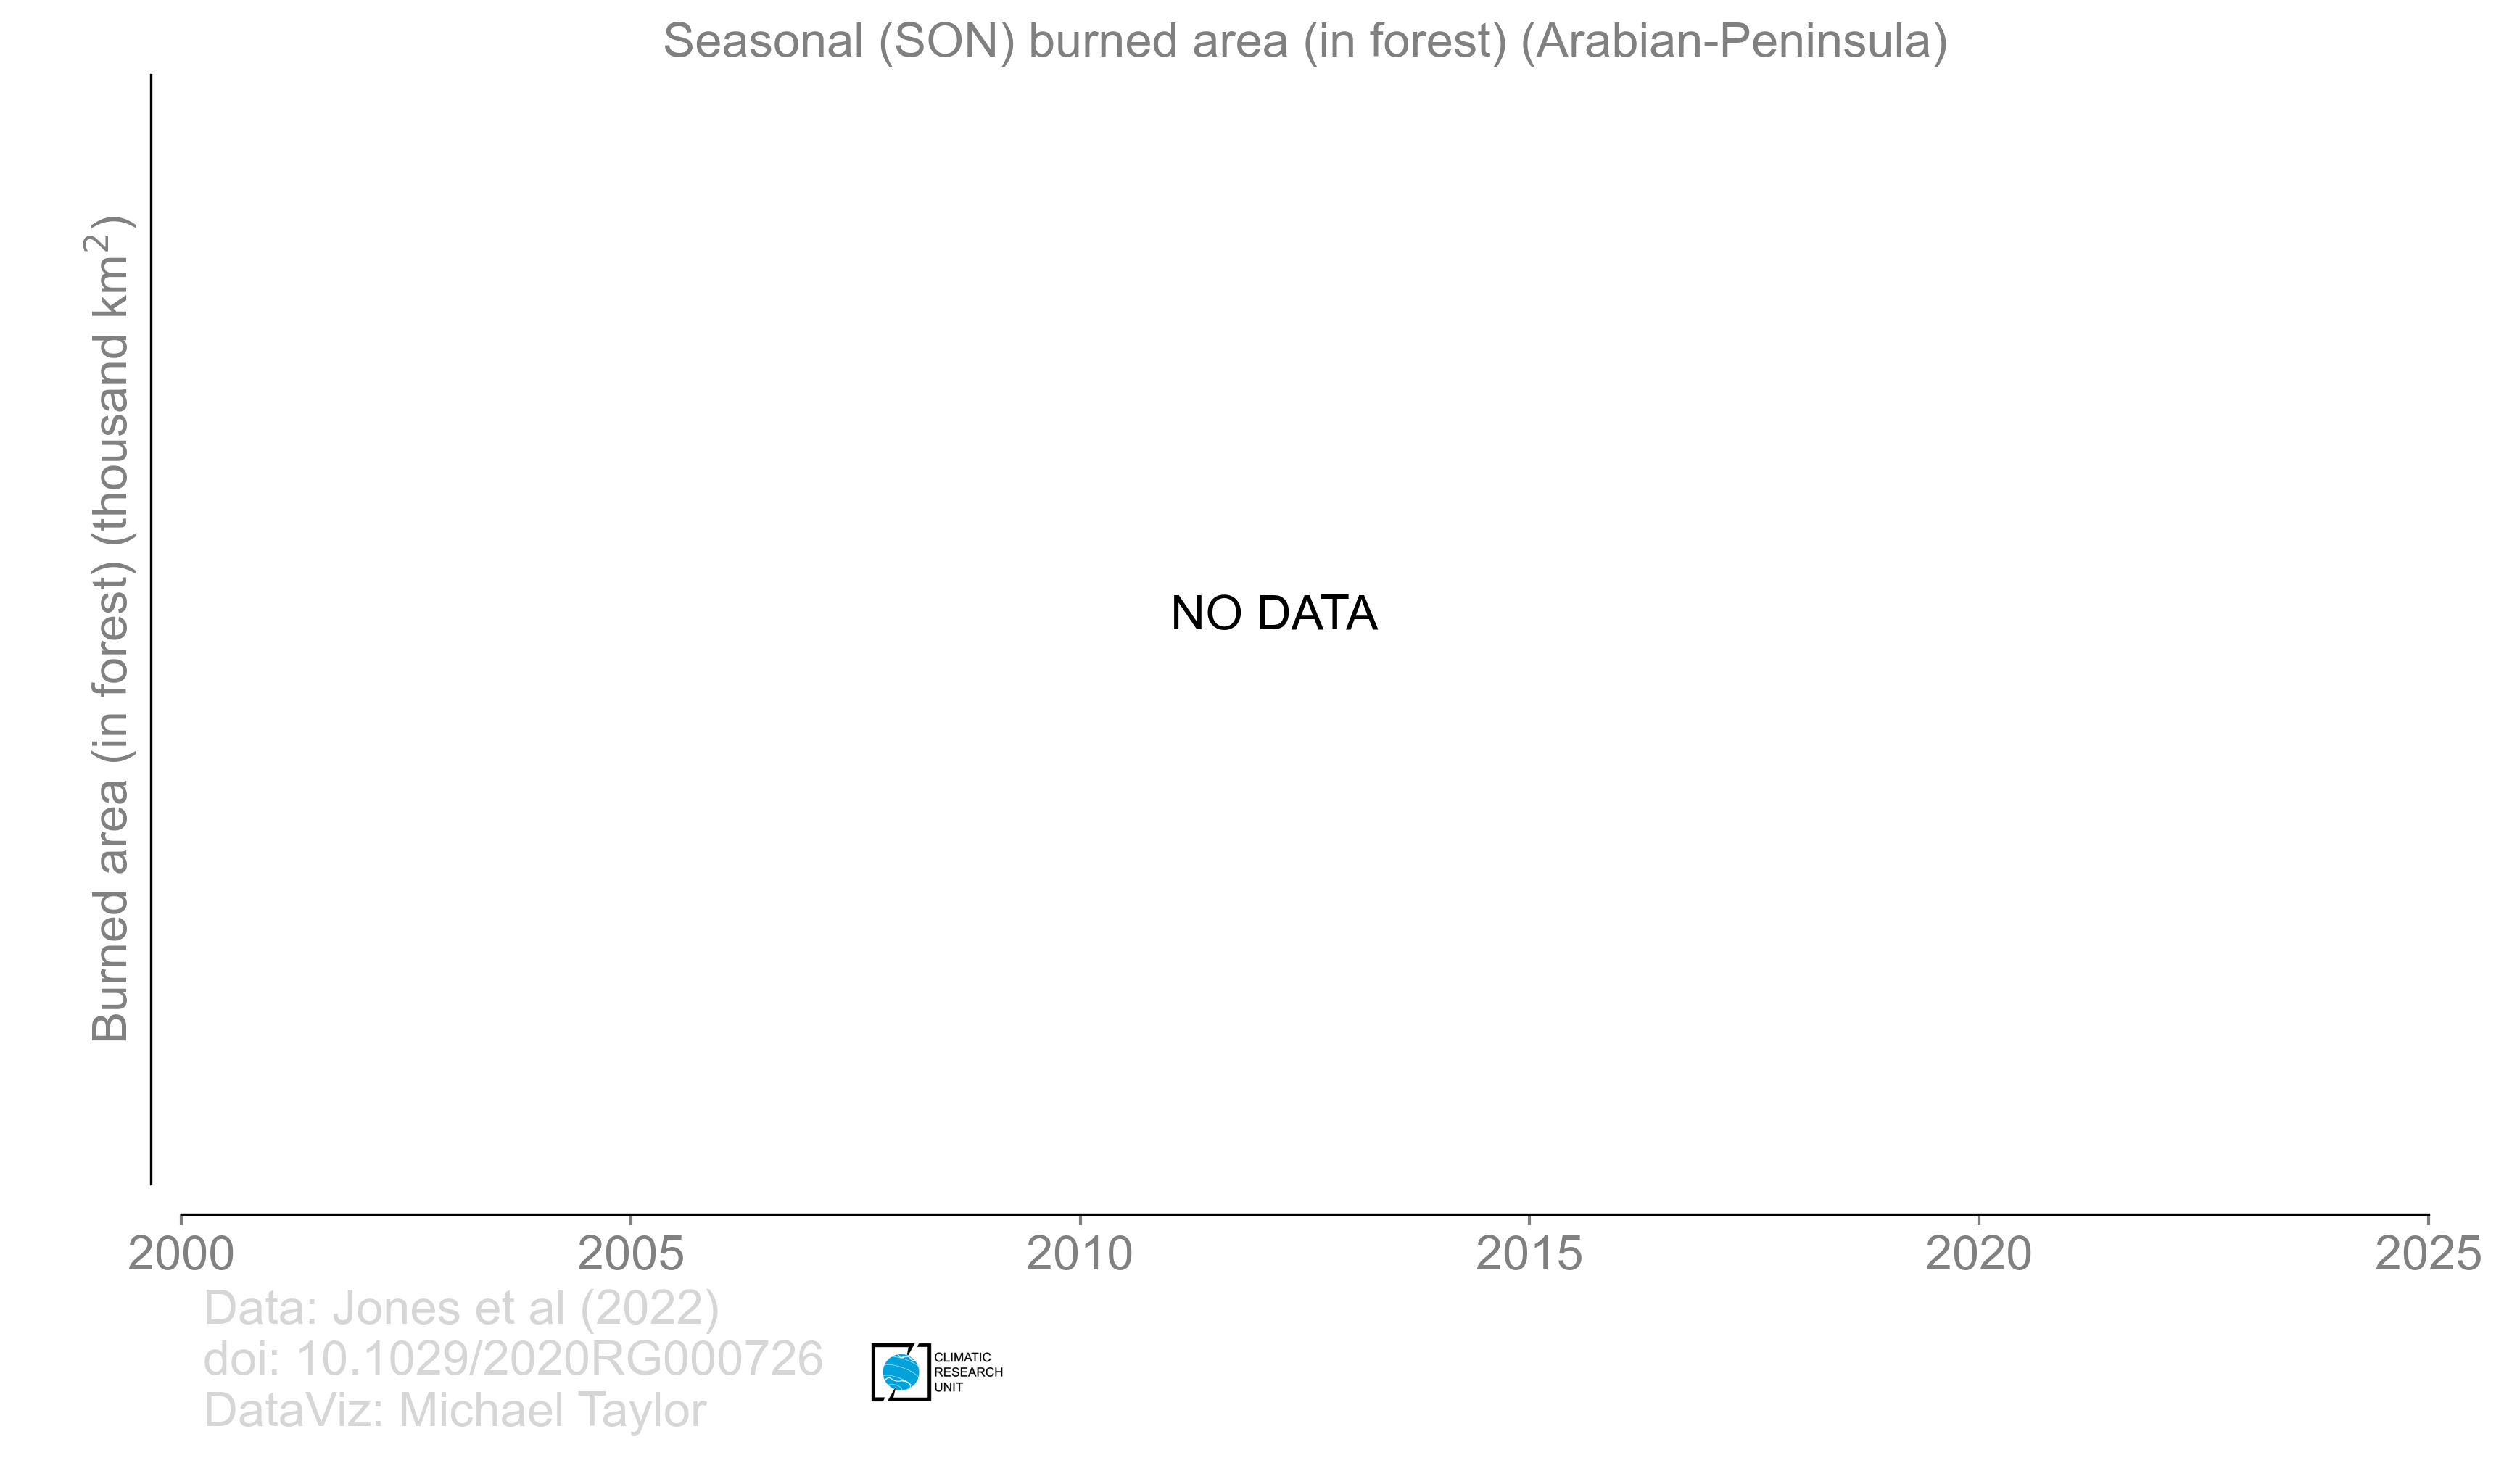 Seasonal (SON) burned area (in forest) (Arabian-Peninsula)
Burned area (in forest) (thousand km²)
NO DATA
2000 2005 2010 2015 2020 2025
Data: Jones et al (2022)
doi: 10.1029/2020RG000726
DataViz: Michael Taylor
CLIMATIC
RESEARCH
UNIT